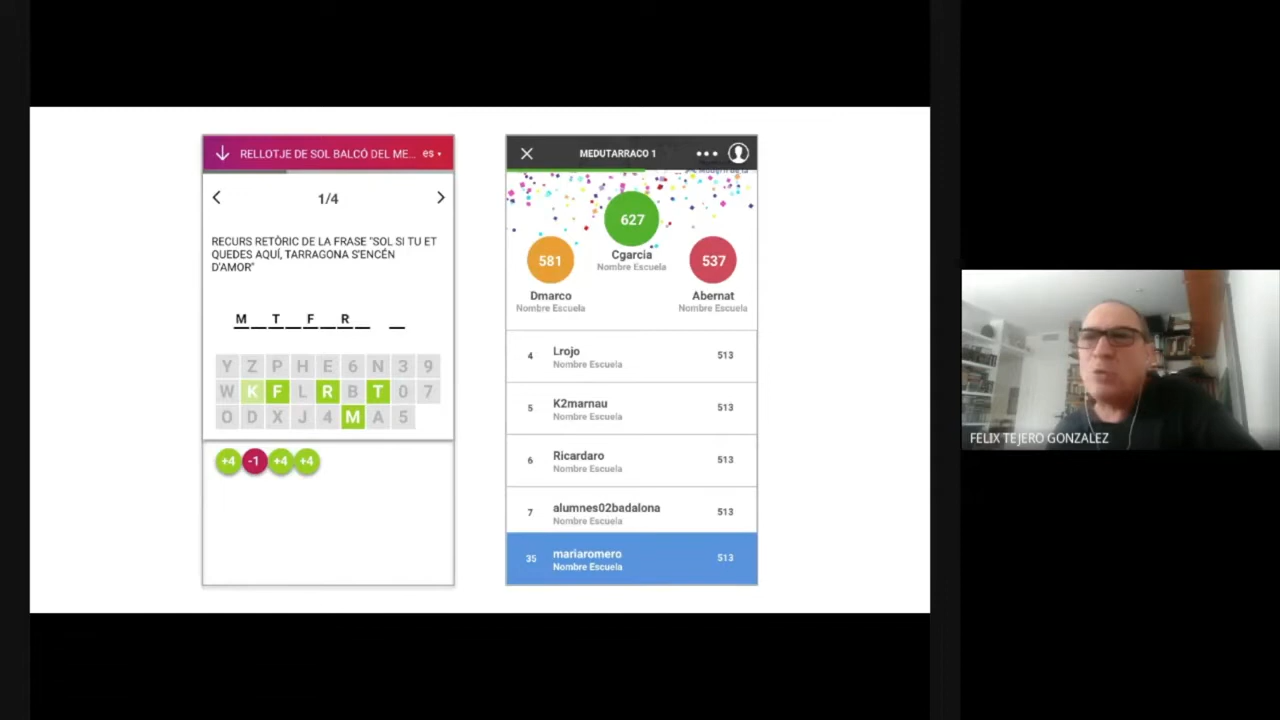 RELLOTJE DE SOL BALCÓ DEL ME... es
1/4
RECURS RETÒRIC DE LA FRASE "SOL SI TU ET
QUEDES AQUÍ, TARRAGONA S'ENCÉN
D'AMOR"
M_T_F_R_ _
Y Z P H E 6 N 3 9
W K F L R B T 0 7
O D X J 4 M A 5
+4 -1 +4 +4
MEDUTARRACO 1
627
Cgarcia
Nombre Escuela
581
Dmarco
Nombre Escuela
537
Abernat
Nombre Escuela
4 Lrojo 513
Nombre Escuela
5 K2marnau 513
Nombre Escuela
6 Ricardaro 513
Nombre Escuela
7 alumnes02badalona 513
Nombre Escuela
35 mariaromero 513
Nombre Escuela
FELIX TEJERO GONZALEZ